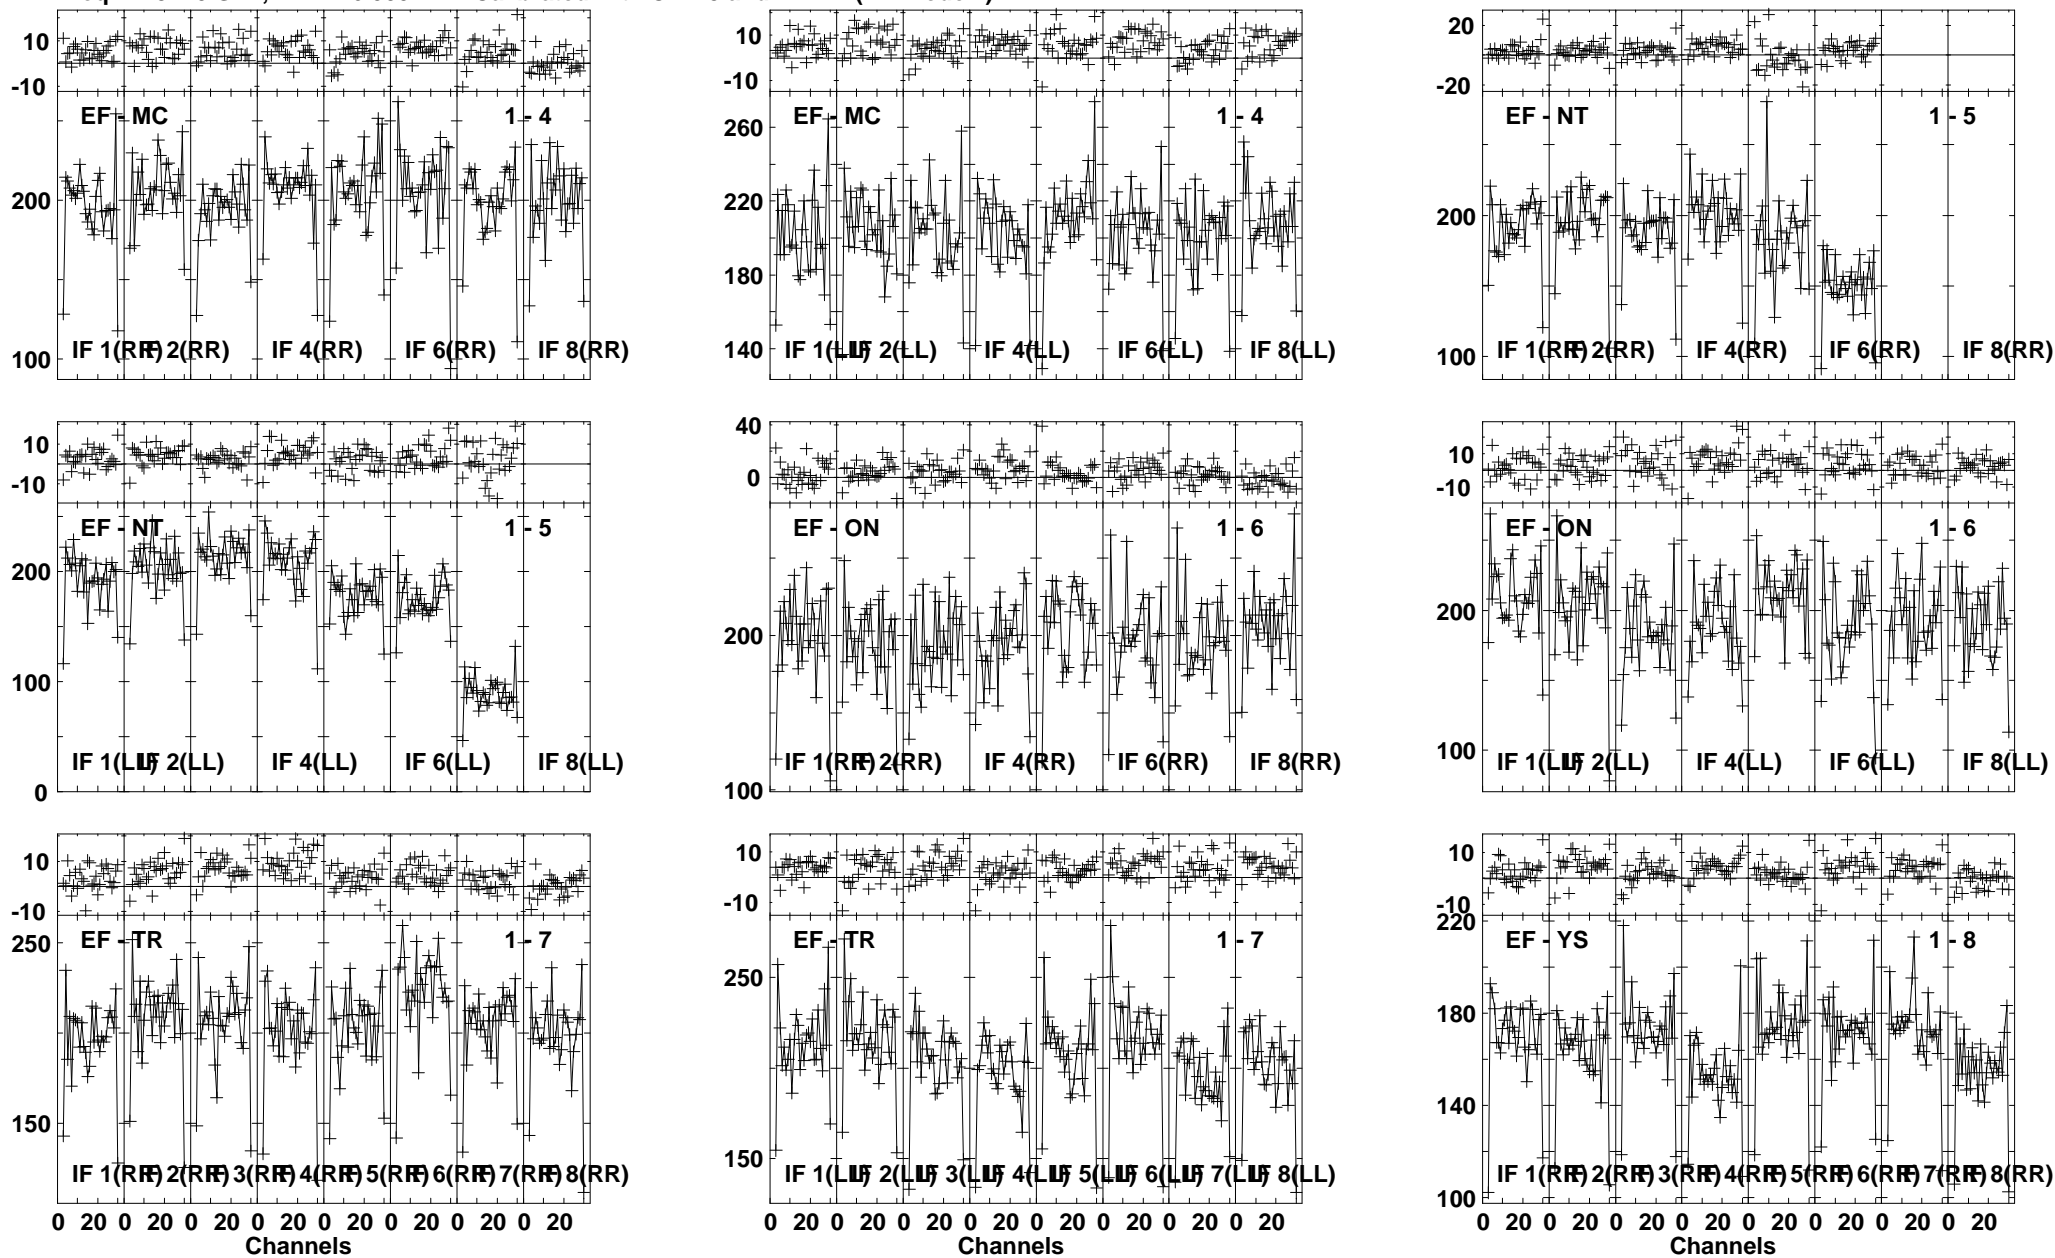 10
-10
EF - MC 1 - 4
200
100
IF 1(RR) IF 2(RR) IF 4(RR) IF 6(RR) IF 8(RR)
10
-10
EF - MC 1 - 4
260
220
180
140
IF 1(LL) IF 2(LL) IF 4(LL) IF 6(LL) IF 8(LL)
20
-20
EF - NT 1 - 5
200
100
IF 1(RR) IF 2(RR) IF 4(RR) IF 6(RR) IF 8(RR)
10
-10
EF - NT 1 - 5
200
100
0
IF 1(LL) IF 2(LL) IF 4(LL) IF 6(LL) IF 8(LL)
40
0
EF - ON 1 - 6
200
100
IF 1(RR) IF 2(RR) IF 4(RR) IF 6(RR) IF 8(RR)
10
-10
EF - ON 1 - 6
200
100
IF 1(LL) IF 2(LL) IF 4(LL) IF 6(LL) IF 8(LL)
10
-10
EF - TR 1 - 7
250
150
IF 1(RR) IF 2(RR) IF 3(RR) IF 4(RR) IF 5(RR) IF 6(RR) IF 7(RR) IF 8(RR)
0 20 0 20 0 20 0 20 0 20 0 20 0 20 0 20
Channels
10
-10
EF - TR 1 - 7
250
150
IF 1(LL) IF 2(LL) IF 3(LL) IF 4(LL) IF 5(LL) IF 6(LL) IF 7(LL) IF 8(LL)
0 20 0 20 0 20 0 20 0 20 0 20 0 20 0 20
Channels
10
-10
EF - YS 1 - 8
220
180
140
100
IF 1(RR) IF 2(RR) IF 3(RR) IF 4(RR) IF 5(RR) IF 6(RR) IF 7(RR) IF 8(RR)
0 20 0 20 0 20 0 20 0 20 0 20 0 20 0 20
Channels